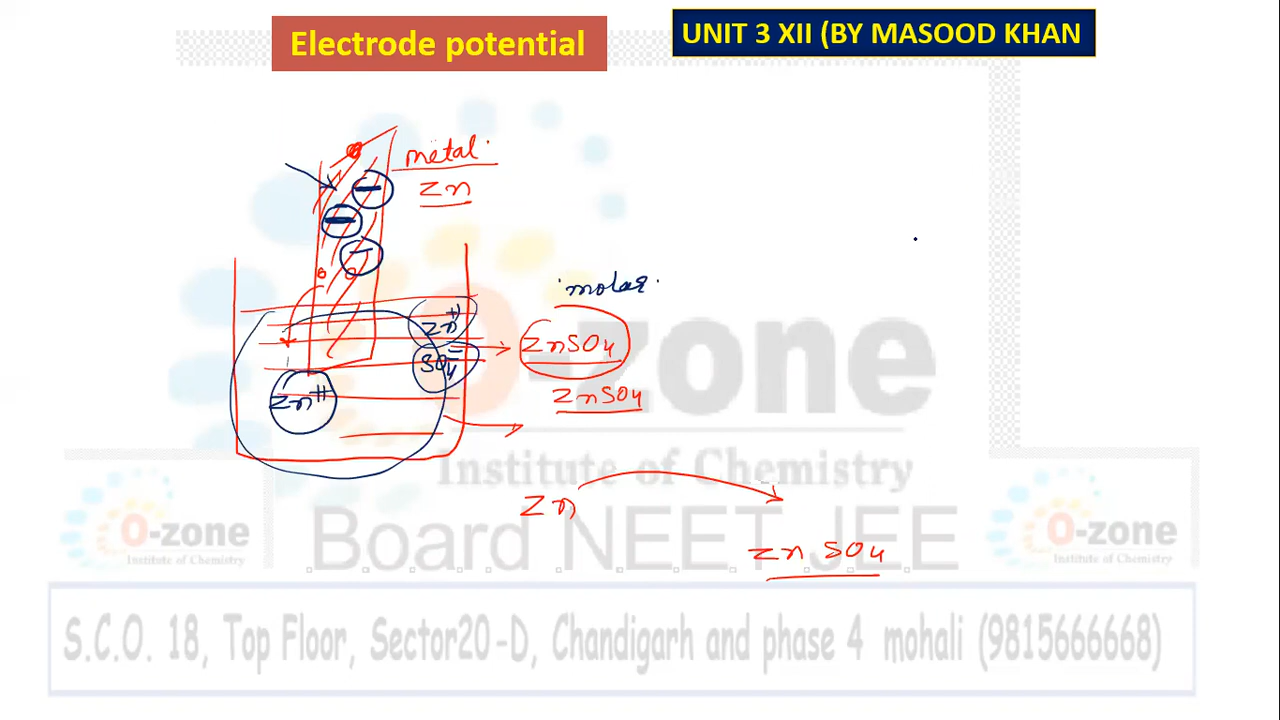 Electrode potential
UNIT 3 XII (BY MASOOD KHAN
metal
Zn
molar
Zn++
SO4--
ZnSO4
ZnSO4
Zn++
O-zone
Institute of Chemistry
Zn
ZnSO4
Board NEET JEE
O-zone
Institute of Chemistry
O-zone
Institute of Chemistry
S.C.O. 18, Top Floor, Sector20-D, Chandigarh and phase 4 mohali (9815666668)